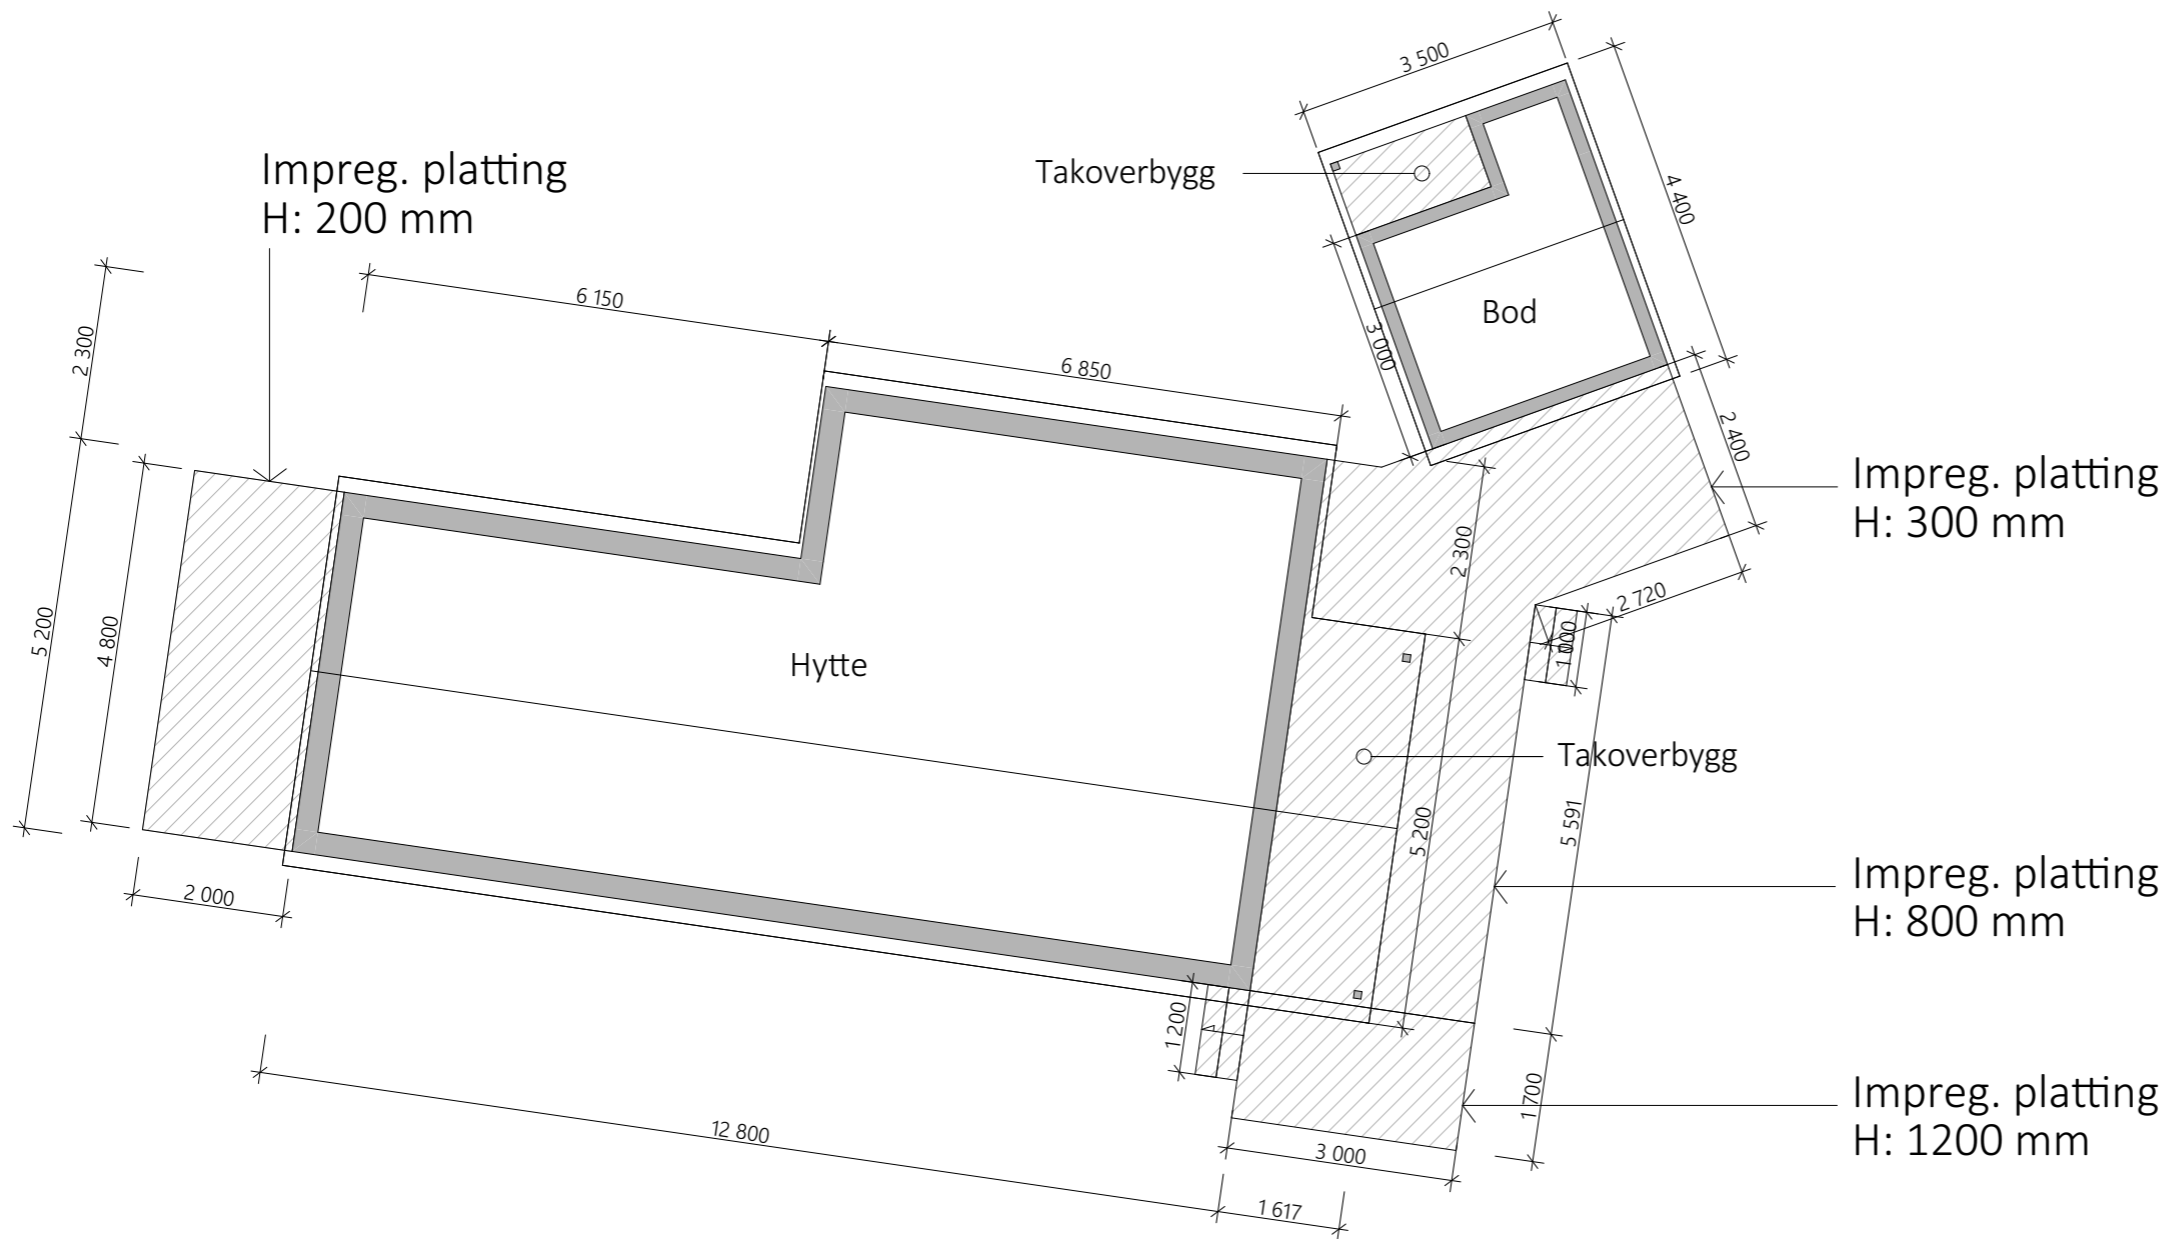 3 500
4 400
Impreg. platting
H: 200 mm
Takoverbygg
6 150
2 300
6 850
3 000
Bod
2 400
Impreg. platting
H: 300 mm
2 300
5 200
4 800
Hytte
2 720
Takoverbygg
5 200
5 591
2 000
Impreg. platting
H: 800 mm
1 200
1 700
Impreg. platting
H: 1200 mm
12 800
3 000
1 617